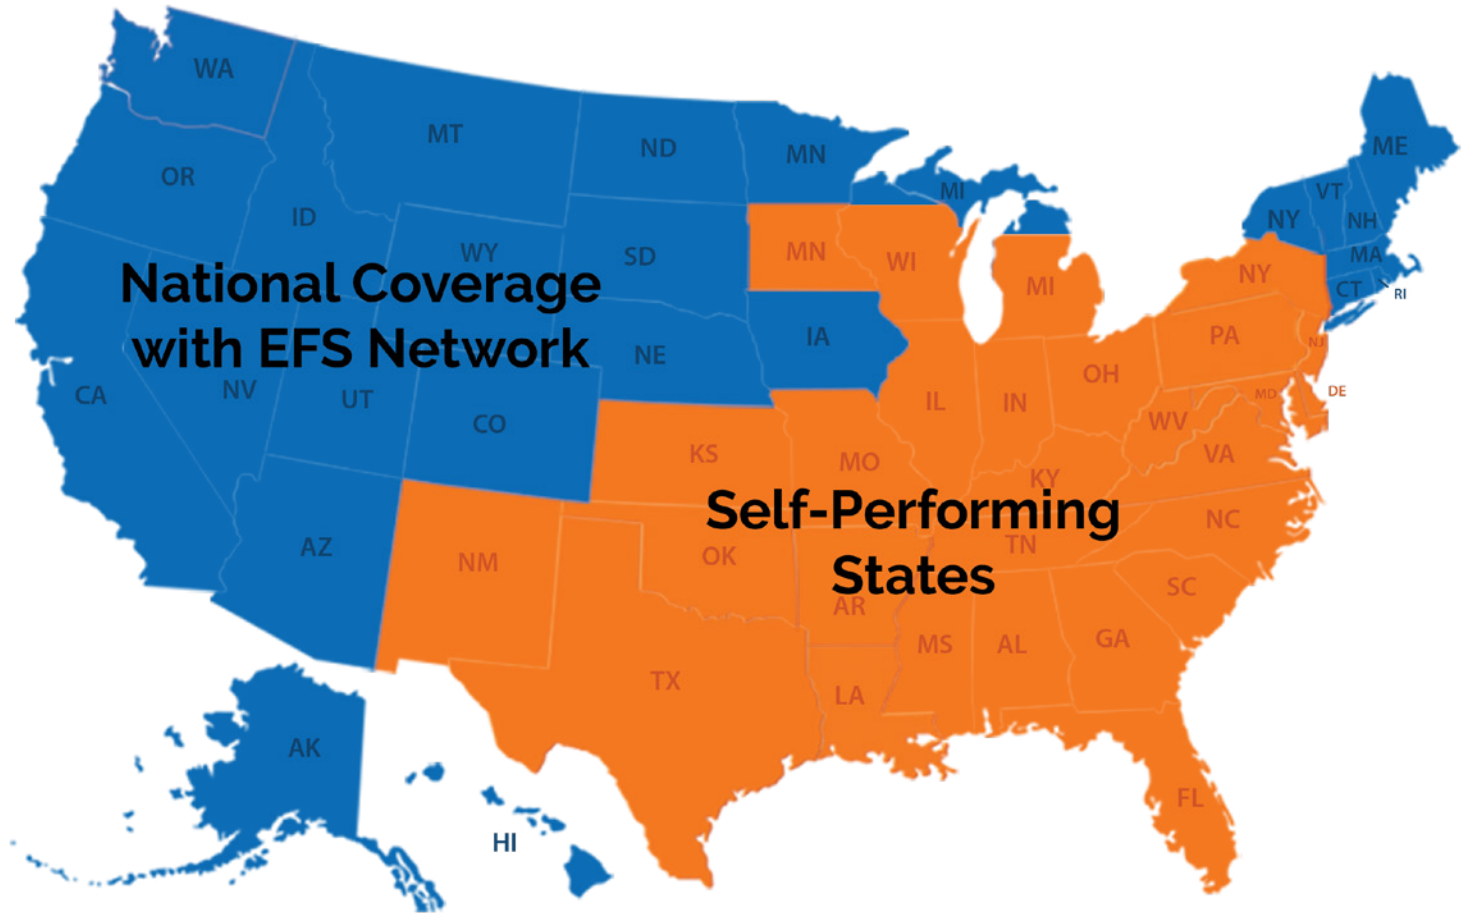 WA
MT
ND
MN
OR
ID
MI
ME
VT
NY
NH
WY
SD
MN
WI
MI
NY
MA
CT
RI
National Coverage
with EFS Network
Self-Performing
States
IA
NE
PA
NJ
CA
NV
UT
CO
IL
IN
OH
MD
DE
WV
KS
MO
KY
VA
AZ
NM
OK
TN
NC
AR
SC
MS
AL
GA
TX
LA
AK
HI
FL